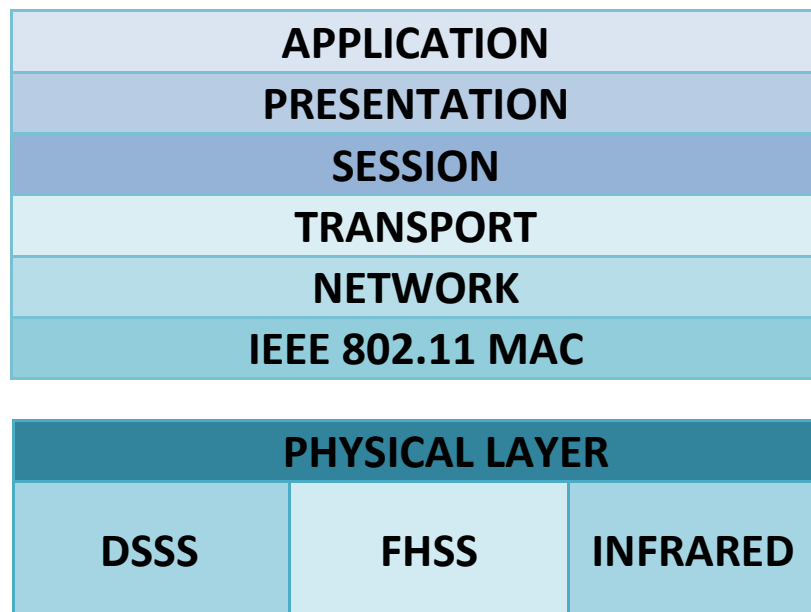 APPLICATION
PRESENTATION
SESSION
TRANSPORT
NETWORK
IEEE 802.11 MAC
PHYSICAL LAYER
DSSS FHSS INFRARED